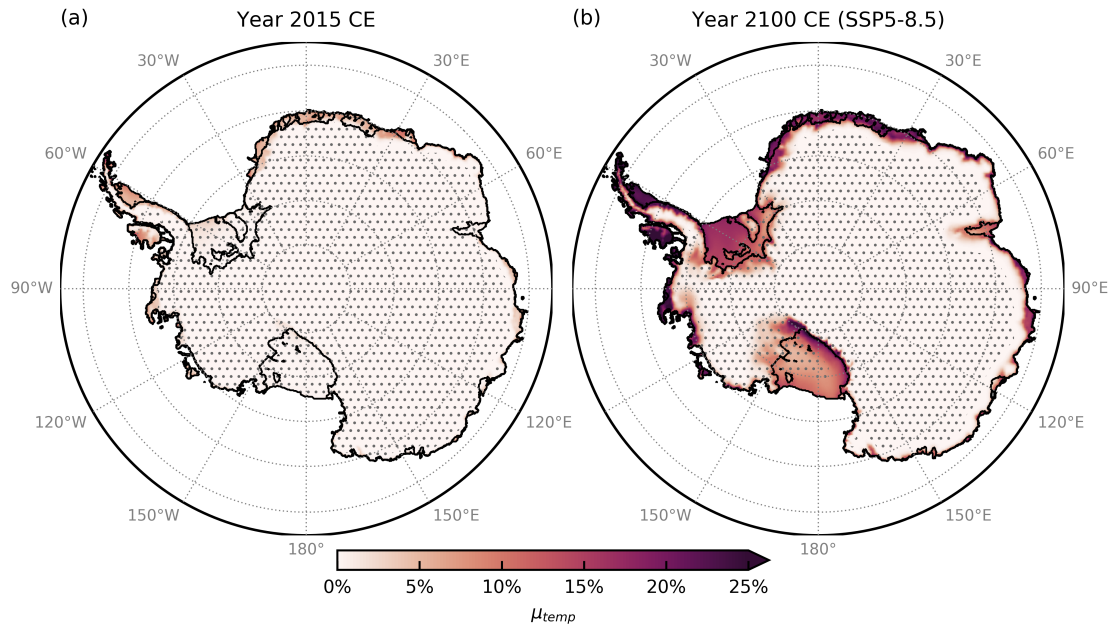 (a) Year 2015 CE
(b) Year 2100 CE (SSP5-8.5)
30°W 30°E 30°W 30°E
60°W 60°E 60°W 60°E
90°W 90°E
120°W 120°E 120°W 120°E
150°W 150°E 150°W 150°E
180° 180°
0% 5% 10% 15% 20% 25%
μtemp